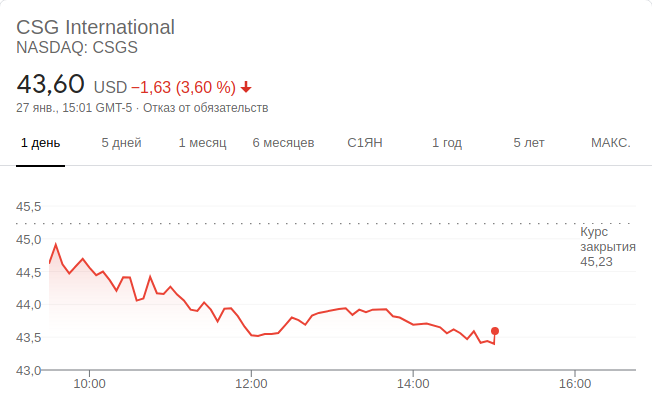 CSG International
NASDAQ: CSGS
43,60 USD −1,63 (3,60 %)
27 янв., 15:01 GMT-5 · Отказ от обязательств
1 день 5 дней 1 месяц 6 месяцев С1ЯН 1 год 5 лет МАКС.
45,5
45,0
44,5
44,0
43,5
43,0
Курс
закрытия
45,23
10:00 12:00 14:00 16:00